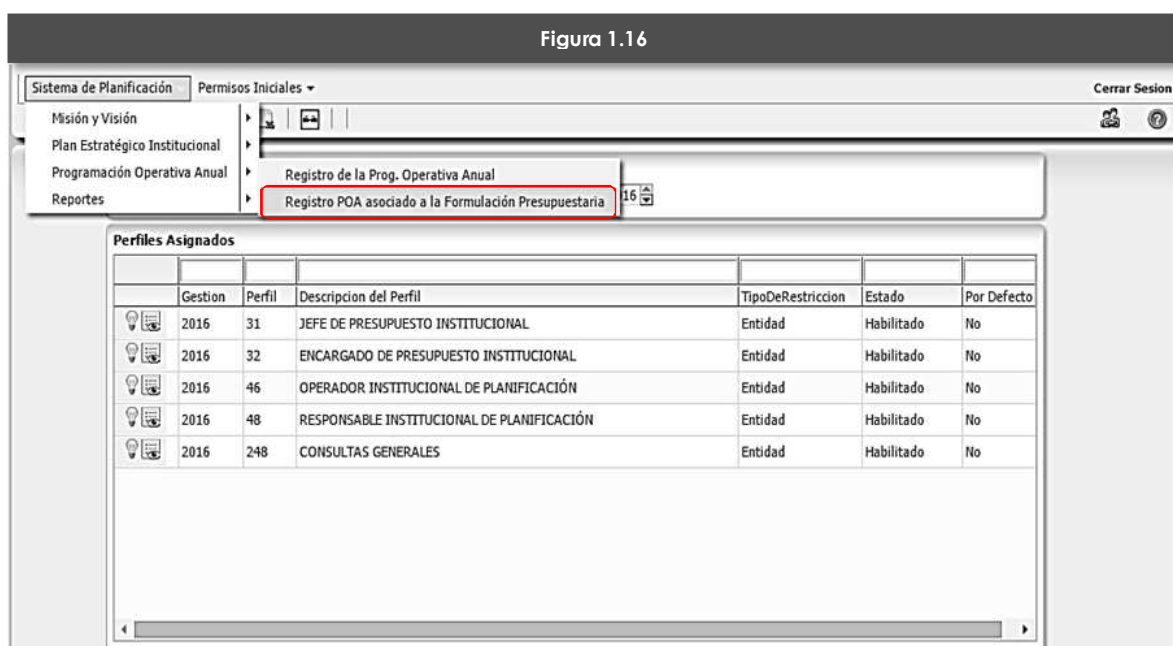 Figura 1.16
Sistema de Planificación Permisos Iniciales Cerrar Sesion
Misión y Visión
Plan Estratégico Institucional
Programación Operativa Anual
Reportes
Registro de la Prog. Operativa Anual
Registro POA asociado a la Formulación Presupuestaria
16
Perfiles Asignados
Gestion Perfil Descripcion del Perfil TipoDeRestriccion Estado Por Defecto
2016 31 JEFE DE PRESUPUESTO INSTITUCIONAL Entidad Habilitado No
2016 32 ENCARGADO DE PRESUPUESTO INSTITUCIONAL Entidad Habilitado No
2016 46 OPERADOR INSTITUCIONAL DE PLANIFICACIÓN Entidad Habilitado No
2016 48 RESPONSABLE INSTITUCIONAL DE PLANIFICACIÓN Entidad Habilitado No
2016 248 CONSULTAS GENERALES Entidad Habilitado No